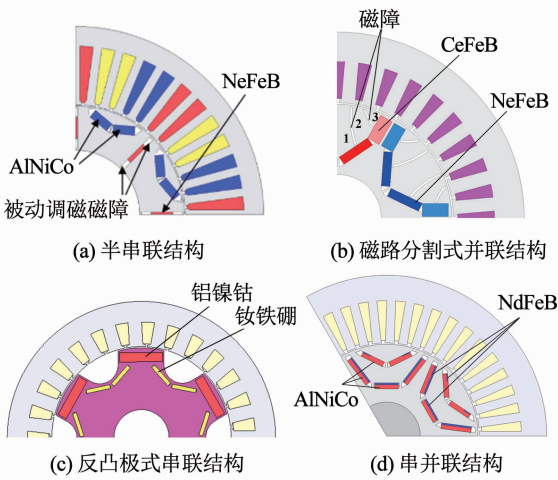 NeFeB
AlNiCo
被动调磁磁障
(a) 半串联结构
磁障
CeFeB
NeFeB
1
2
3
(b) 磁路分割式并联结构
铝镍钴
钕铁硼
(c) 反凸极式串联结构
NdFeB
AlNiCo
(d) 串并联结构